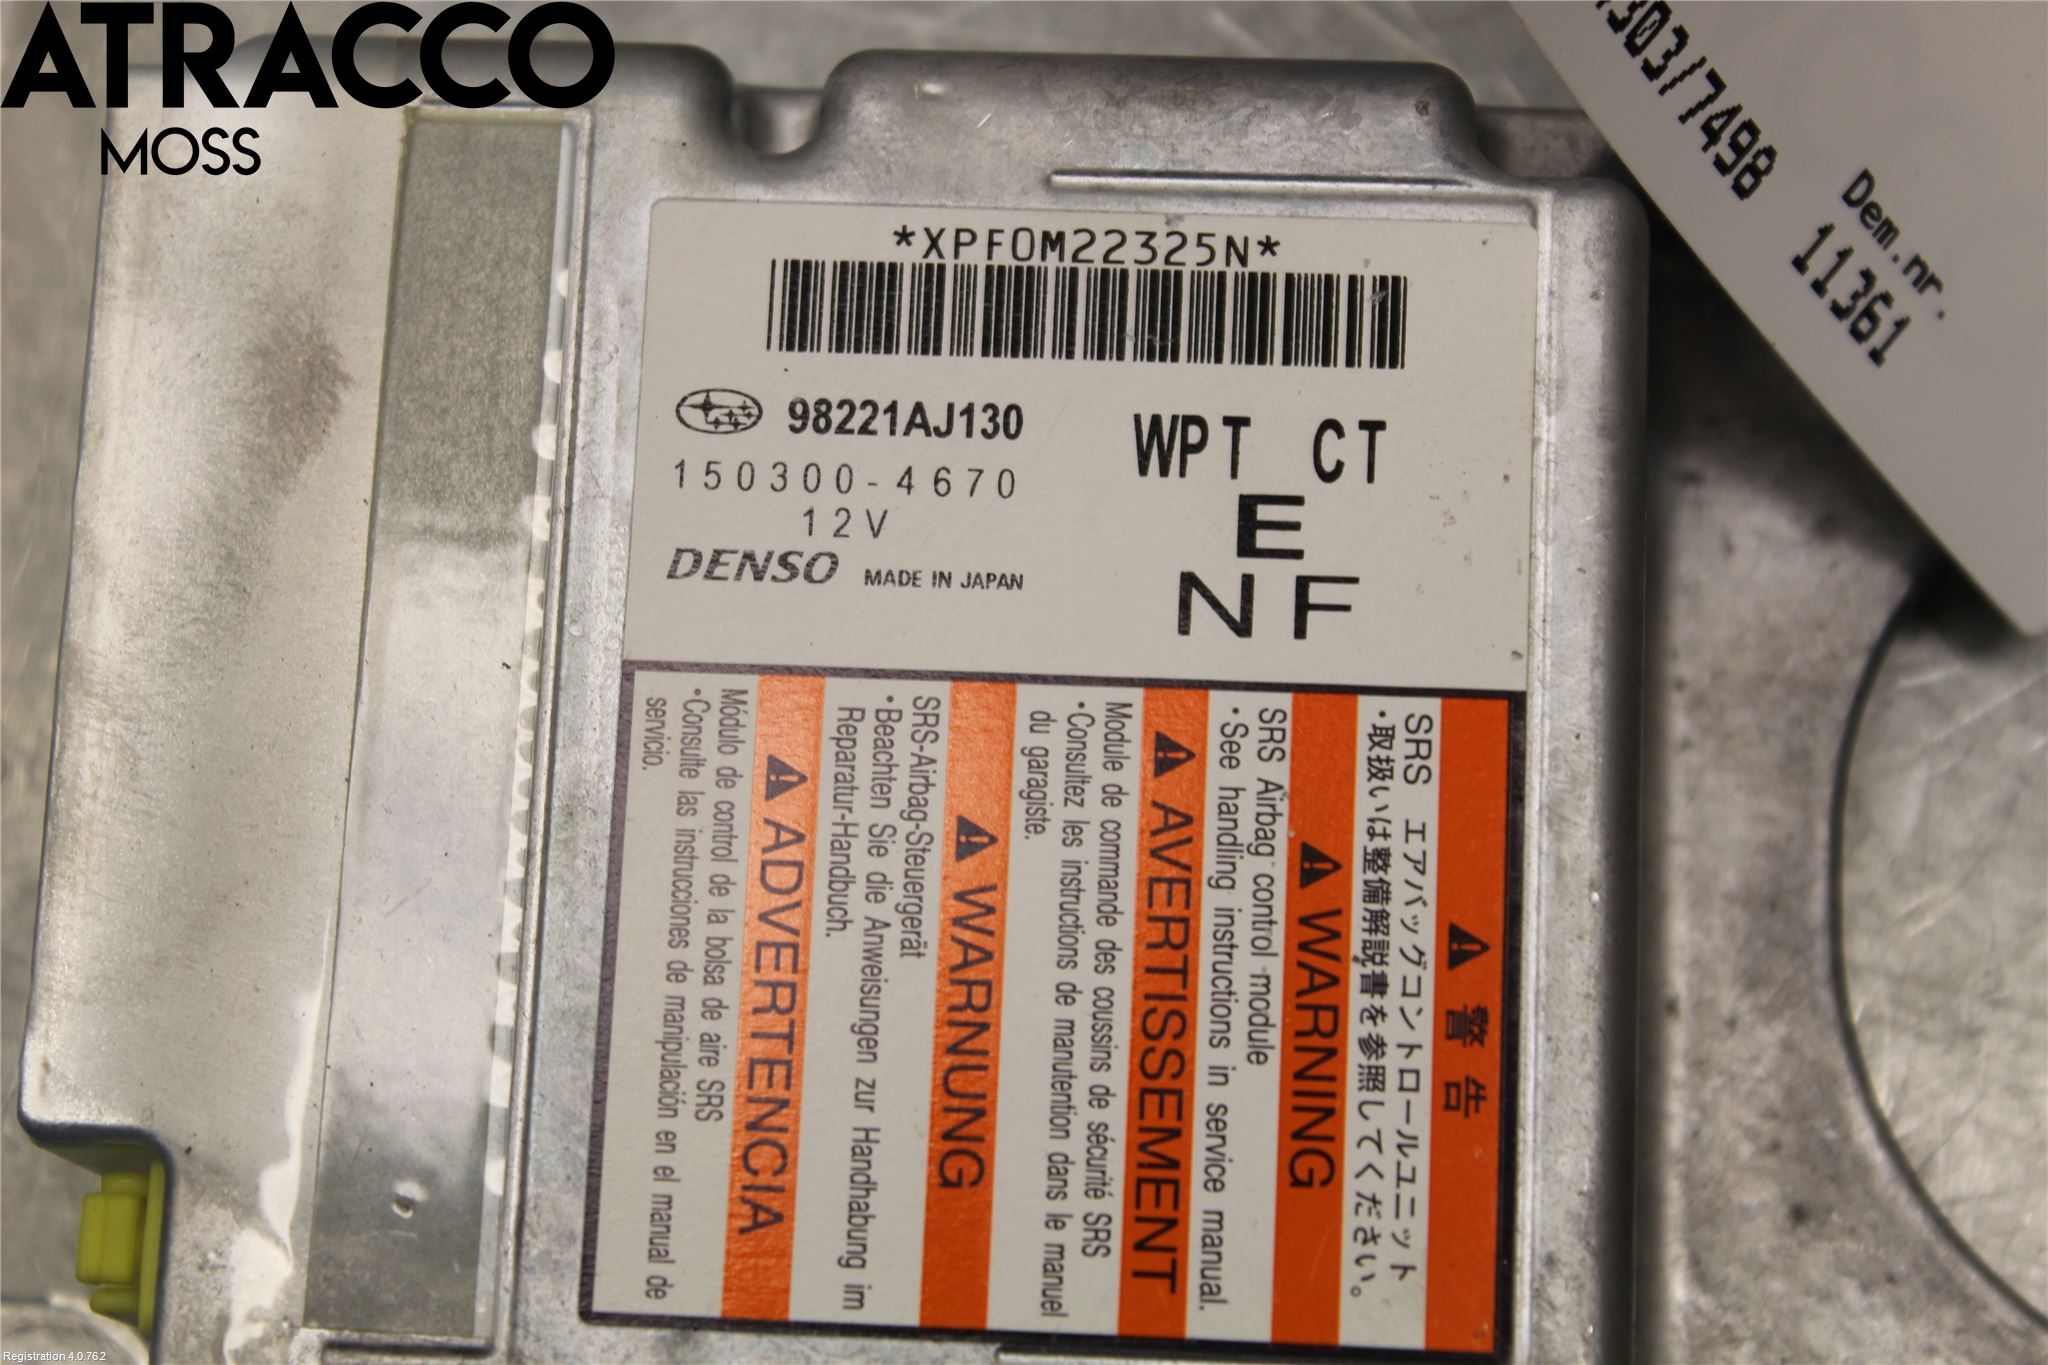 ATRACCO
MOSS
303/7498
Dem.nr.
11361
*XPF0M22325N*
98221AJ130
150300-4670
12V
DENSO MADE IN JAPAN
WPT CT
E
N F
警告
SRS エアバッグコントロールユニット
・取扱いは整備解説書を参照してください。
WARNING
SRS Airbag control module
・See handling instructions in service manual.
AVERTISSEMENT
Module de commande des coussins de sécurité SRS
・Consultez les instructions de manutention dans le manuel
du garagiste.
WARNUNG
SRS-Airbag-Steuergerät
・Beachten Sie die Anweisungen zur Handhabung im
Reparatur-Handbuch.
ADVERTENCIA
Módulo de control de la bolsa de aire SRS
・Consulte las instrucciones de manipulación en el manual de
servicio.
Registration 4.0.76.2